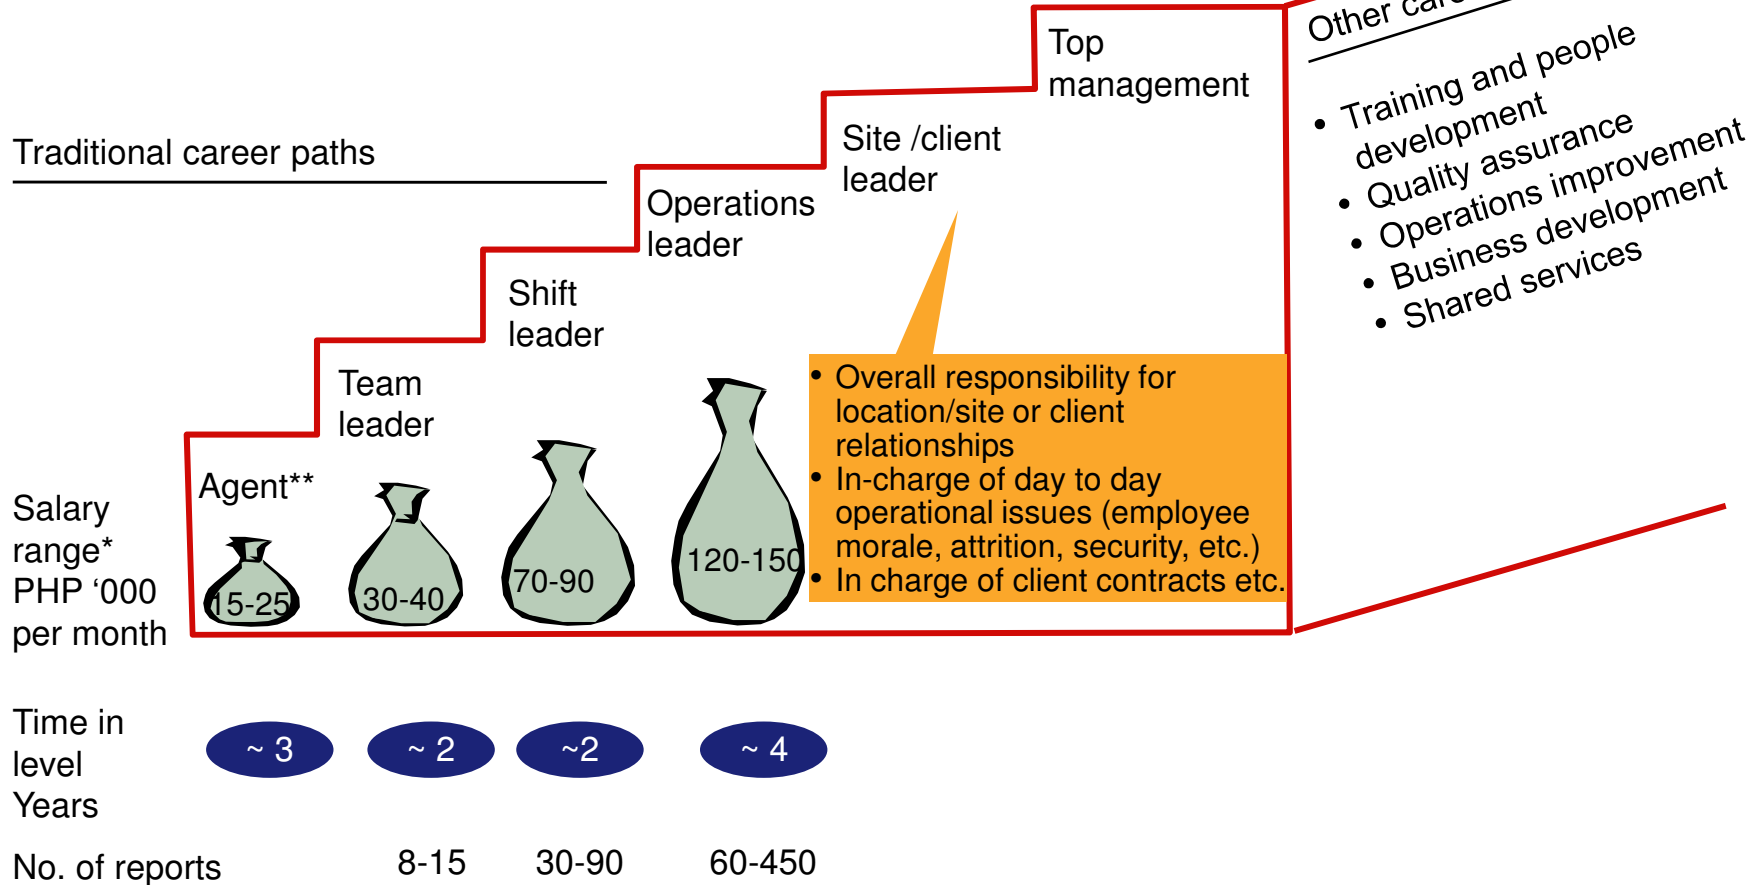 Traditional career paths
Top
management
Site /client
leader
Operations
leader
Shift
leader
Team
leader
Agent**
Salary
range*
PHP ‘000
per month
15-25
30-40
70-90
120-150
• Overall responsibility for
location/site or client
relationships
• In-charge of day to day
operational issues (employee
morale, attrition, security, etc.)
• In charge of client contracts etc.
Other
• Training and people
development
• Quality assurance
• Operations improvement
• Business development
• Shared services
Time in
level
Years
~ 3
~ 2
~2
~ 4
No. of reports
8-15
30-90
60-450